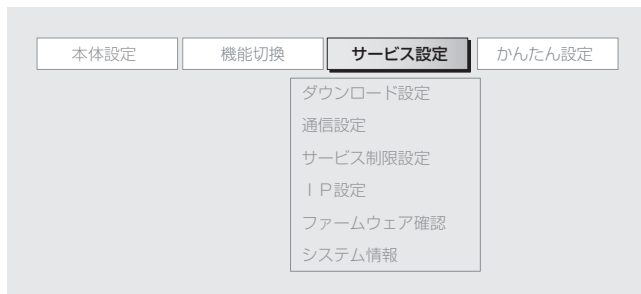 本体設定 機能切換 サービス設定 かんたん設定
ダウンロード設定
通信設定
サービス制限設定
IP設定
ファームウェア確認
システム情報